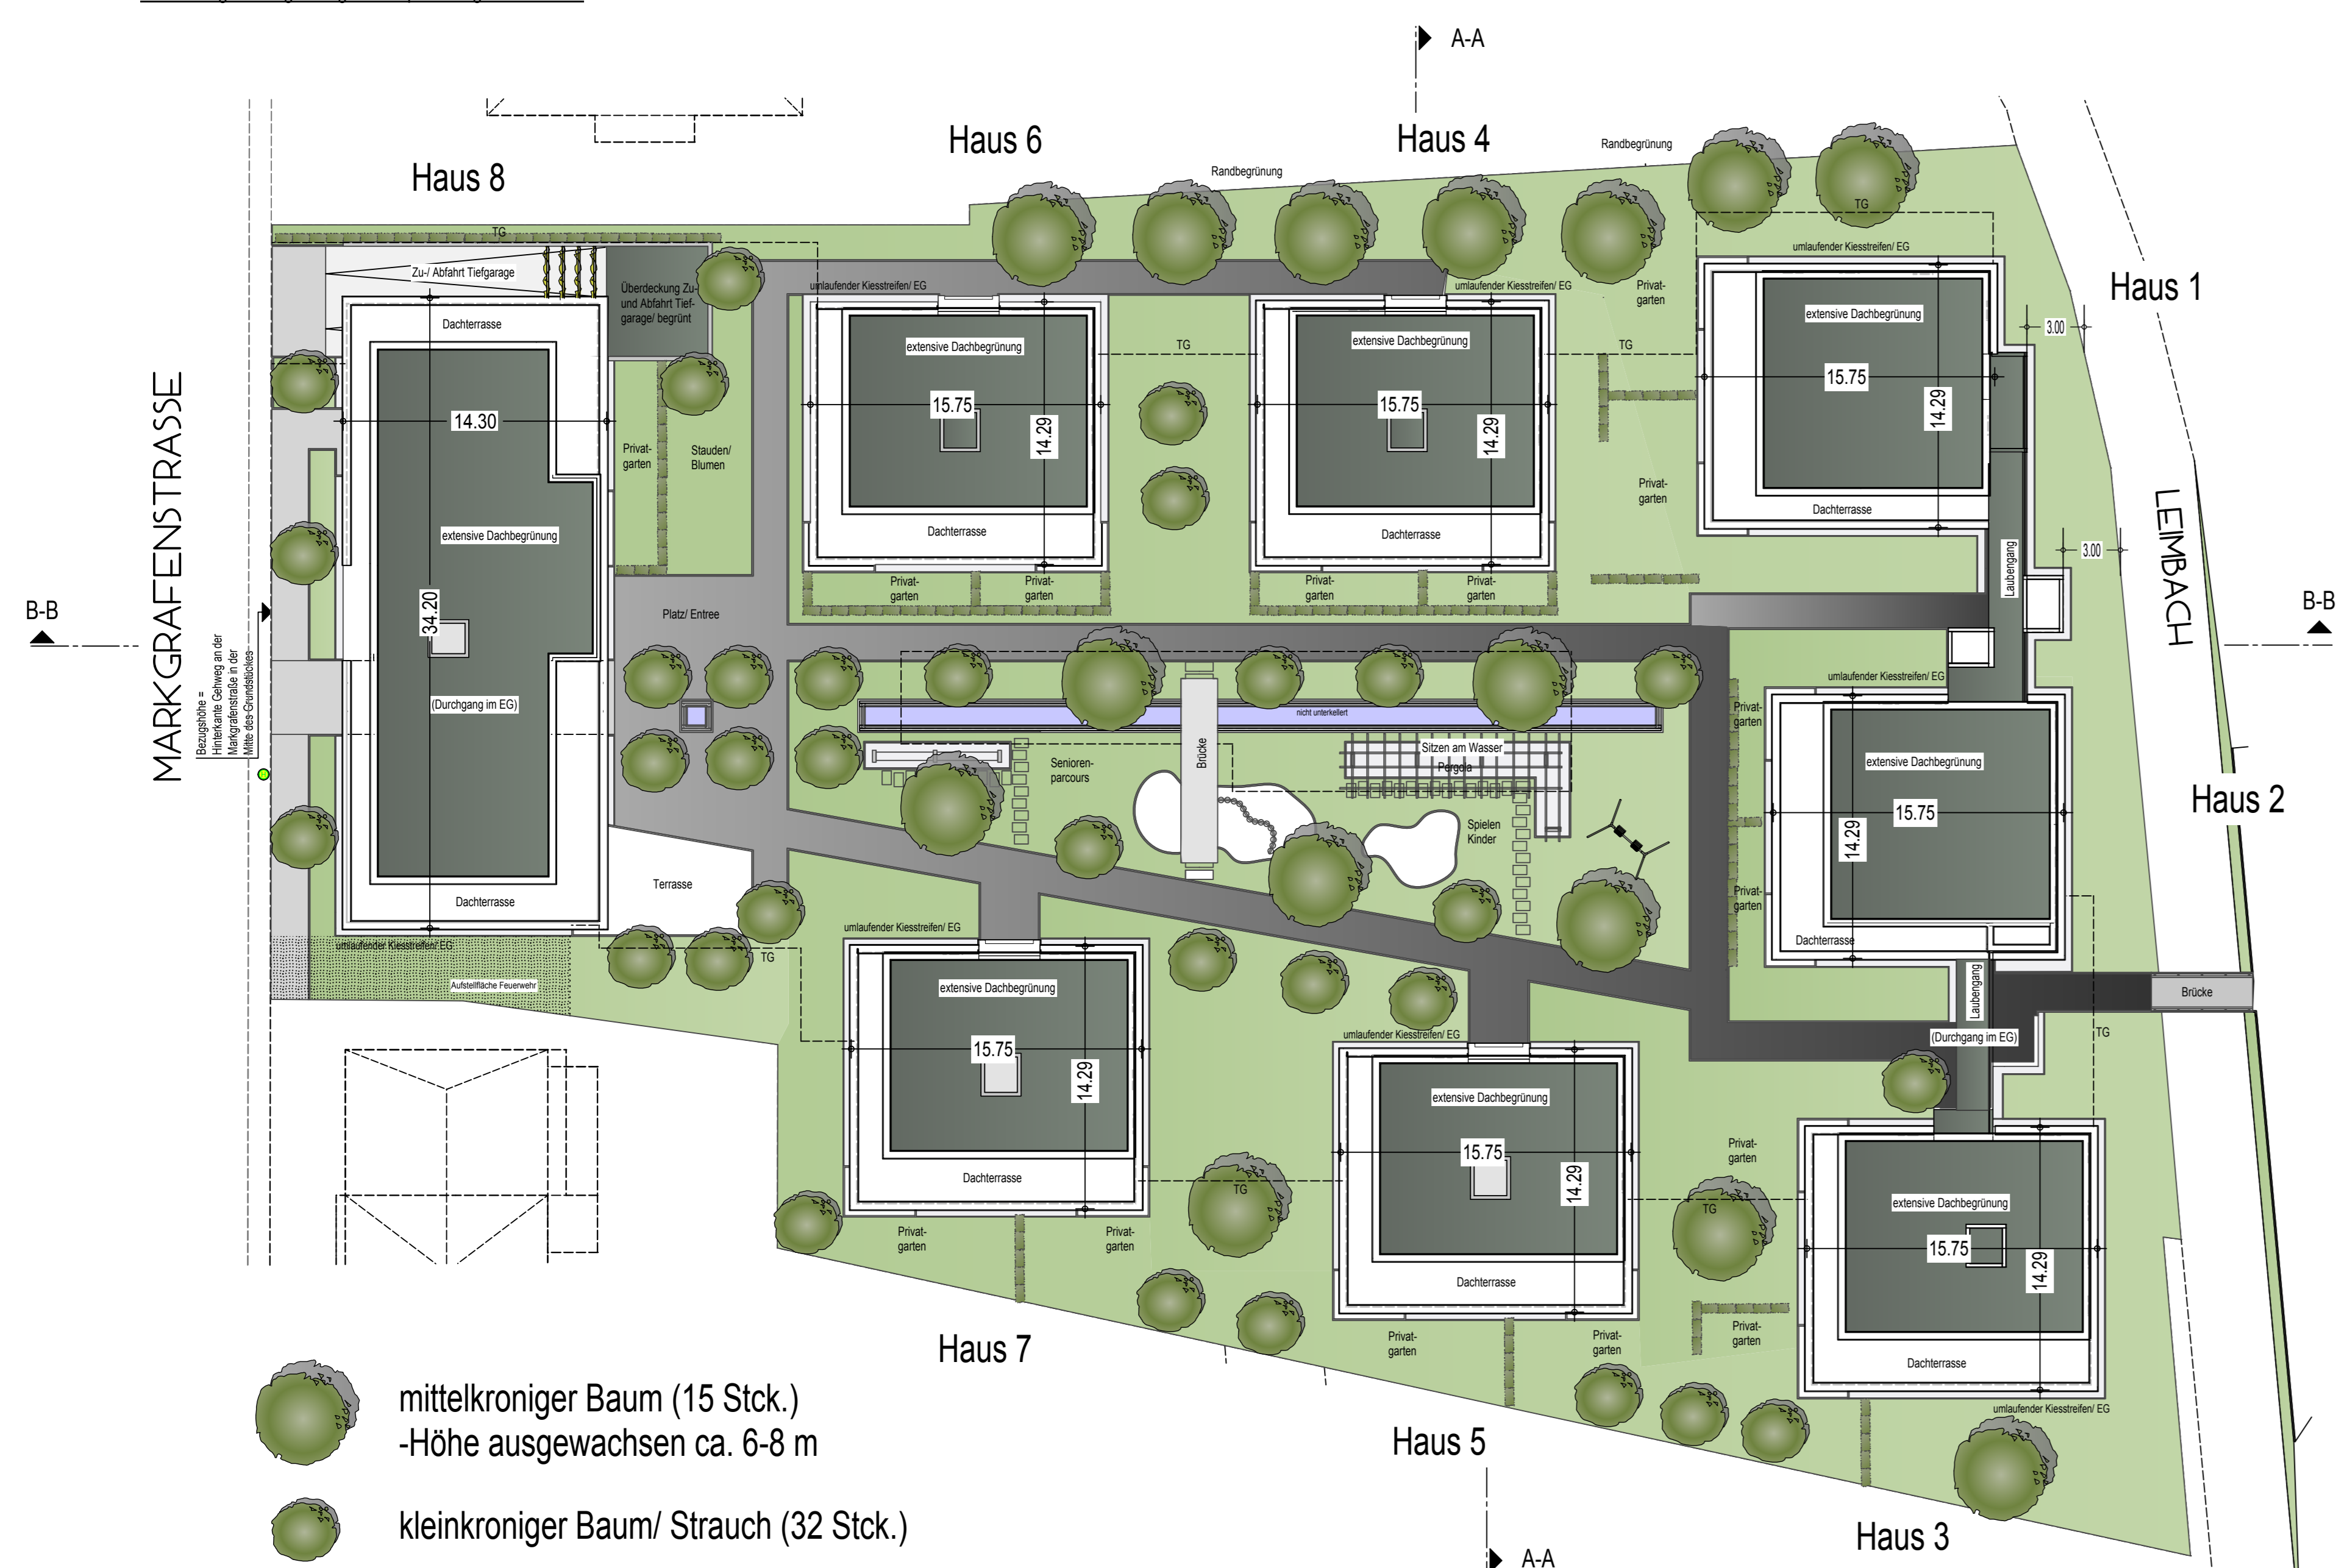 A-A
Haus 6
Haus 4
Randbegrünung
Randbegrünung
Haus 8
TG
TG
umlaufender Kiesstreifen/ EG
Haus 1
Zu-/ Abfahrt Tiefgarage
Überdeckung Zu-
und Abfahrt Tief-
garage/ begrünt
umlaufender Kiesstreifen/ EG
umlaufender Kiesstreifen/ EG
Privat-
garten
Dachterrasse
extensive Dachbegrünung
extensive Dachbegrünung
extensive Dachbegrünung
3.00
TG
TG
15.75
14.29
15.75
14.29
15.75
14.29
14.30
MARKGRAFENSTRASSE
Privat-
garten
Stauden/
Blumen
Privat-
garten
Dachterrasse
Dachterrasse
Dachterrasse
extensive Dachbegrünung
LEIMBACH
3.00
Laubengang
Privat-
garten
Privat-
garten
Privat-
garten
Privat-
garten
34.20
Platz/ Entree
B-B
B-B
Bezugshöhe =
Hinterkante Gehweg an der
Markgrafenstraße in der
Mitte des Grundstückes
(Durchgang im EG)
umlaufender Kiesstreifen/ EG
nicht unterkellert
Privat-
garten
Brücke
Senioren-
parcours
Sitzen am Wasser
Pergola
extensive Dachbegrünung
15.75
14.29
Haus 2
Spielen
Kinder
Terrasse
Privat-
garten
Dachterrasse
Dachterrasse
umlaufender Kiesstreifen/ EG
umlaufender Kiesstreifen/ EG
TG
Aufstellfläche Feuerwehr
extensive Dachbegrünung
Laubengang
Brücke
(Durchgang im EG)
TG
umlaufender Kiesstreifen/ EG
15.75
14.29
extensive Dachbegrünung
15.75
14.29
Dachterrasse
TG
Privat-
garten
TG
extensive Dachbegrünung
15.75
14.29
Privat-
garten
Privat-
garten
Dachterrasse
Haus 7
Privat-
garten
Privat-
garten
Privat-
garten
Dachterrasse
umlaufender Kiesstreifen/ EG
Haus 5
Haus 3
A-A
mittelkroniger Baum (15 Stck.)
-Höhe ausgewachsen ca. 6-8 m
kleinkroniger Baum/ Strauch (32 Stck.)